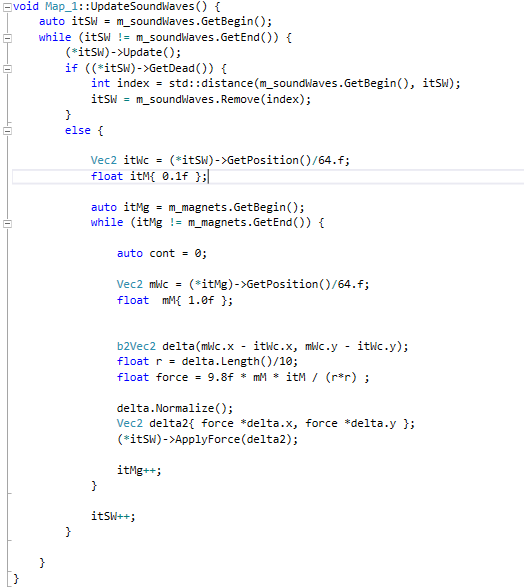 void Map_1::UpdateSoundWaves() {
    auto itSW = m_soundWaves.GetBegin();
    while (itSW != m_soundWaves.GetEnd()) {
        (*itSW)->Update();
        if ((*itSW)->GetDead()) {
            int index = std::distance(m_soundWaves.GetBegin(), itSW);
            itSW = m_soundWaves.Remove(index);
        }
        else {
            Vec2 itWc = (*itSW)->GetPosition()/64.f;
            float itM{ 0.1f };
            auto itMg = m_magnets.GetBegin();
            while (itMg != m_magnets.GetEnd()) {
                auto cont = 0;
                Vec2 mWc = (*itMg)->GetPosition()/64.f;
                float  mM{ 1.0f };
                b2Vec2 delta(mWc.x - itWc.x, mWc.y - itWc.y);
                float r = delta.Length()/10;
                float force = 9.8f * mM * itM / (r*r) ;
                delta.Normalize();
                Vec2 delta2{ force *delta.x, force *delta.y };
                (*itSW)->ApplyForce(delta2);
                itMg++;
            }
            itSW++;
        }
    }
}